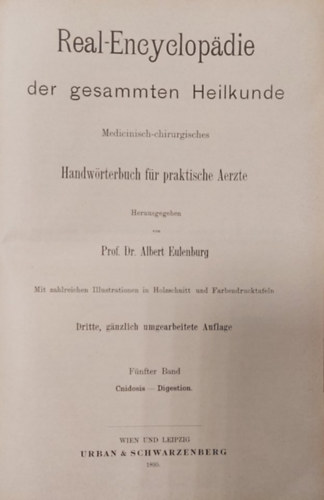 Real-Encyclopädie
der gesammten Heilkunde
Medicinisch-chirurgisches
Handwörterbuch für praktische Aerzte
Herausgegeben
von
Prof. Dr. Albert Eulenburg
Mit zahlreichen Illustrationen in Holzschnitt und Farbendrucktafeln
Dritte, gänzlich umgearbeitete Auflage
Fünfter Band
Cnidosis — Digestion.
WIEN UND LEIPZIG
URBAN & SCHWARZENBERG
1895.